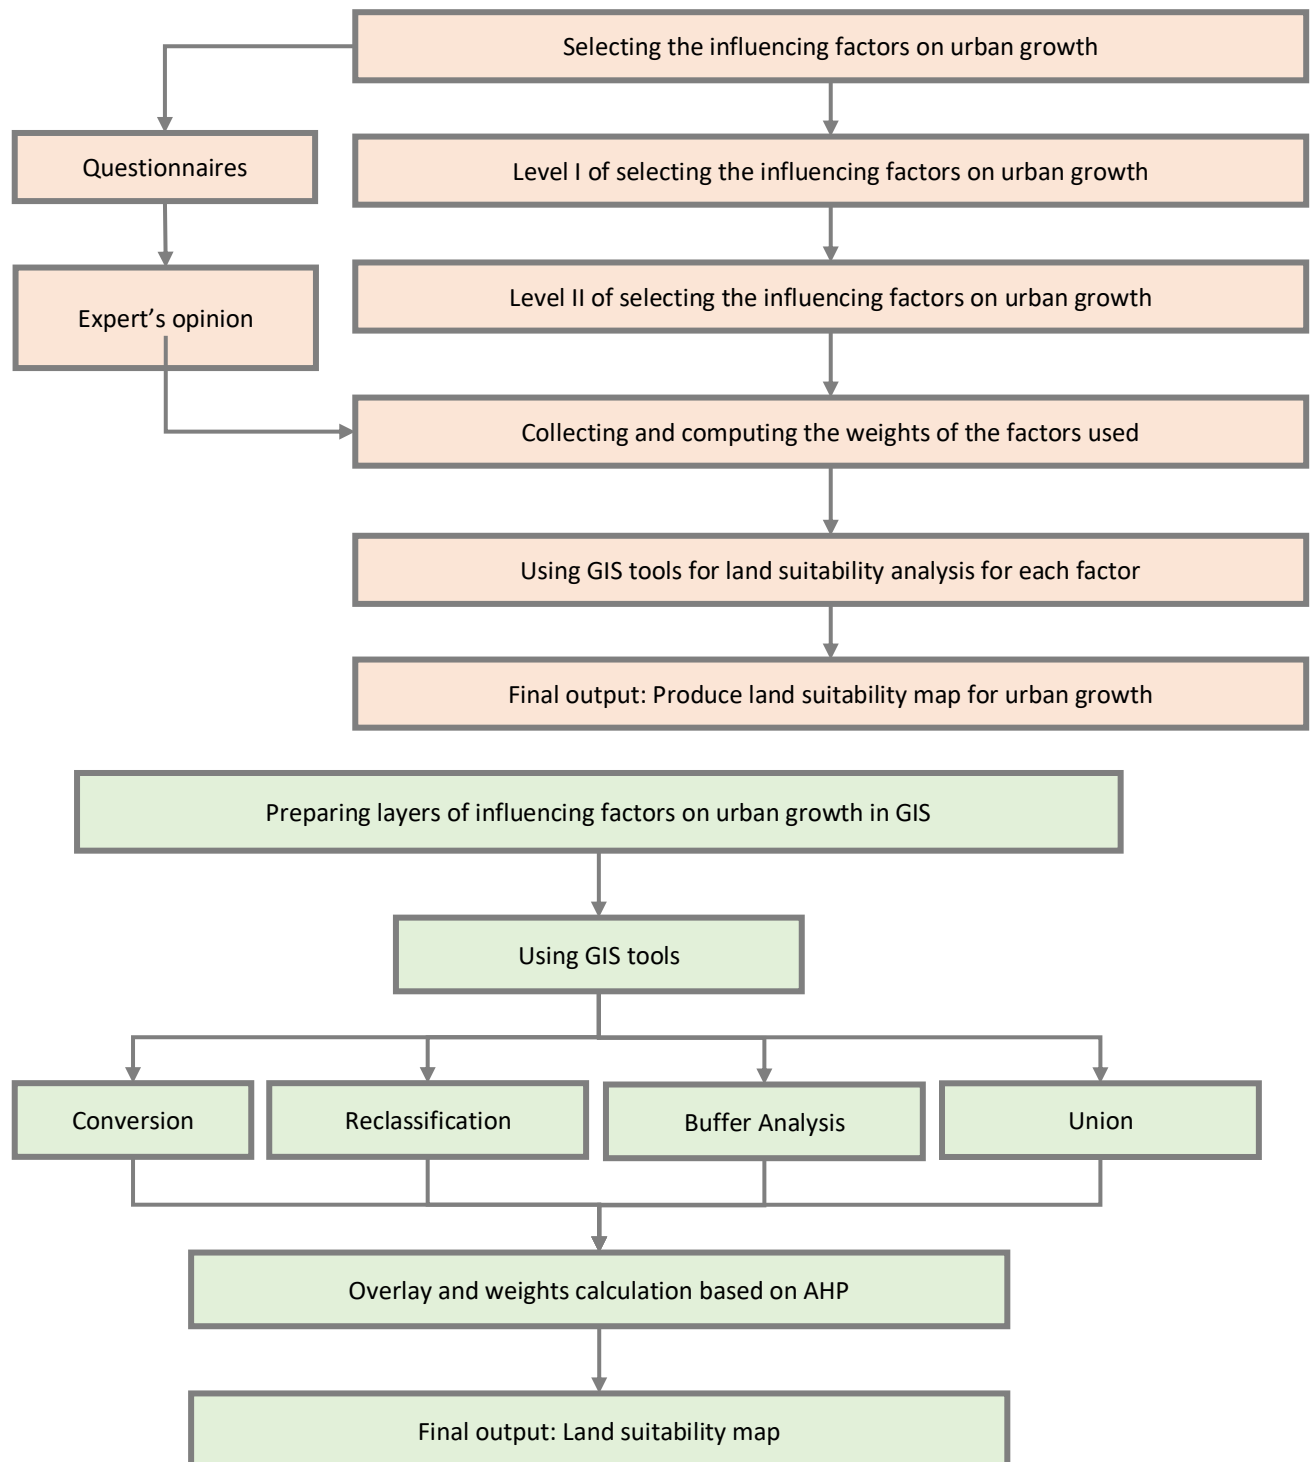 Selecting the influencing factors on urban growth
Questionnaires
Level I of selecting the influencing factors on urban growth
Expert’s opinion
Level II of selecting the influencing factors on urban growth
Collecting and computing the weights of the factors used
Using GIS tools for land suitability analysis for each factor
Final output: Produce land suitability map for urban growth
Preparing layers of influencing factors on urban growth in GIS
Using GIS tools
Conversion
Reclassification
Buffer Analysis
Union
Overlay and weights calculation based on AHP
Final output: Land suitability map